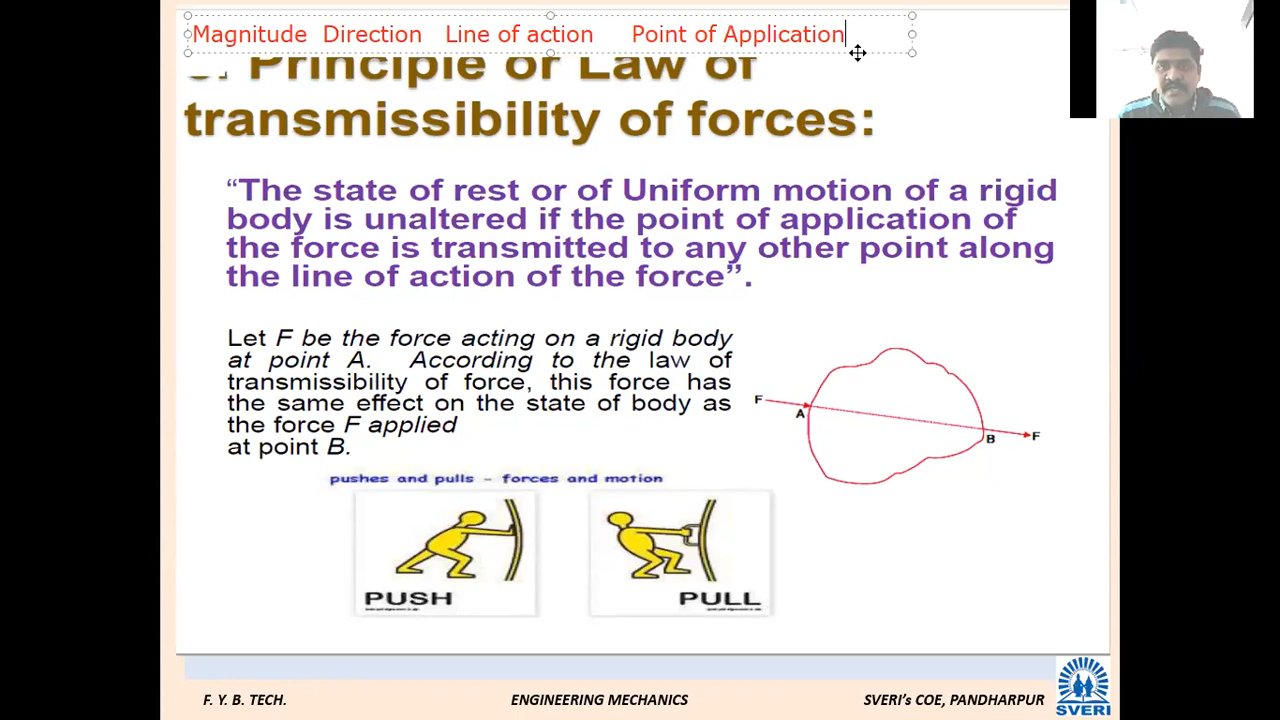 Magnitude Direction Line of action Point of Application
Principle or Law of
transmissibility of forces:
“The state of rest or of Uniform motion of a rigid
body is unaltered if the point of application of
the force is transmitted to any other point along
the line of action of the force”.
Let F be the force acting on a rigid body
at point A. According to the law of
transmissibility of force, this force has
the same effect on the state of body as
the force F applied
at point B.
F
A
B
F
pushes and pulls - forces and motion
PUSH
PULL
F. Y. B. TECH. ENGINEERING MECHANICS SVERI’s COE, PANDHARPUR
SVERI